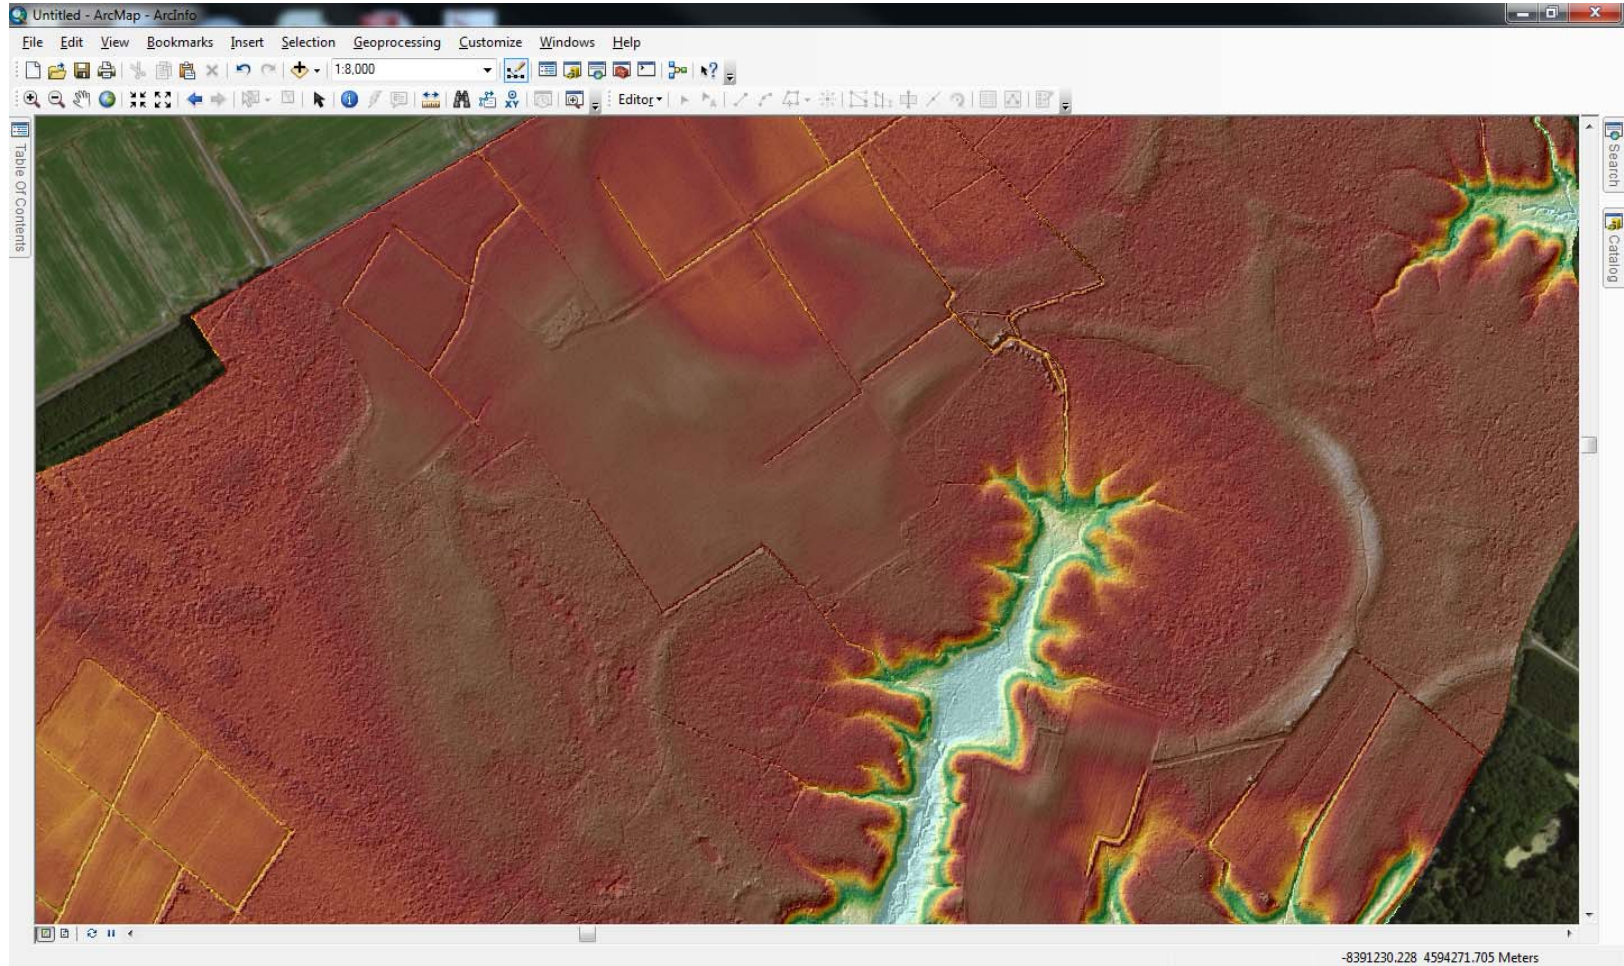 Untitled - ArcMap - ArcInfo
File Edit View Bookmarks Insert Selection Geoprocessing Customize Windows Help
1:8,000
Editor
Table Of Contents
Search
Catalog
-8391230.228 4594271.705 Meters